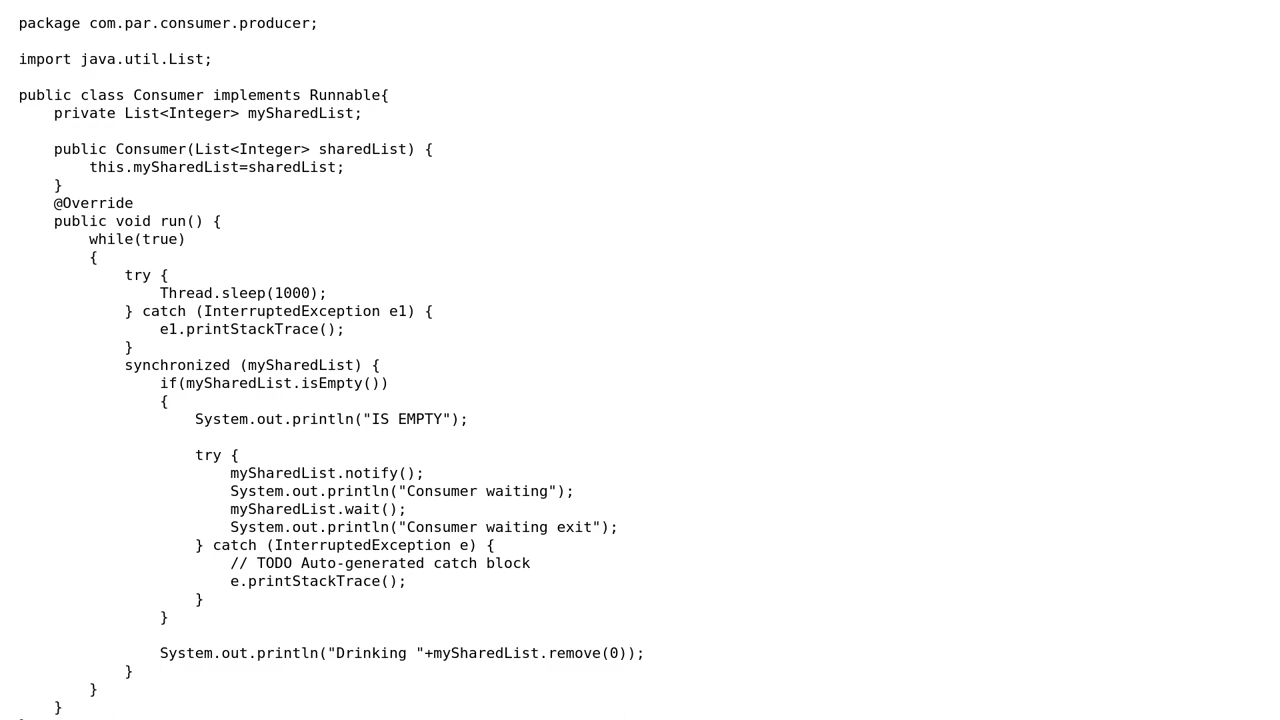 package com.par.consumer.producer;

import java.util.List;

public class Consumer implements Runnable{
    private List<Integer> mySharedList;

    public Consumer(List<Integer> sharedList) {
        this.mySharedList=sharedList;
    }
    @Override
    public void run() {
        while(true)
        {
            try {
                Thread.sleep(1000);
            } catch (InterruptedException e1) {
                e1.printStackTrace();
            }
            synchronized (mySharedList) {
                if(mySharedList.isEmpty())
                {
                    System.out.println("IS EMPTY");

                    try {
                        mySharedList.notify();
                        System.out.println("Consumer waiting");
                        mySharedList.wait();
                        System.out.println("Consumer waiting exit");
                    } catch (InterruptedException e) {
                        // TODO Auto-generated catch block
                        e.printStackTrace();
                    }
                }

                System.out.println("Drinking "+mySharedList.remove(0));
            }
        }
    }